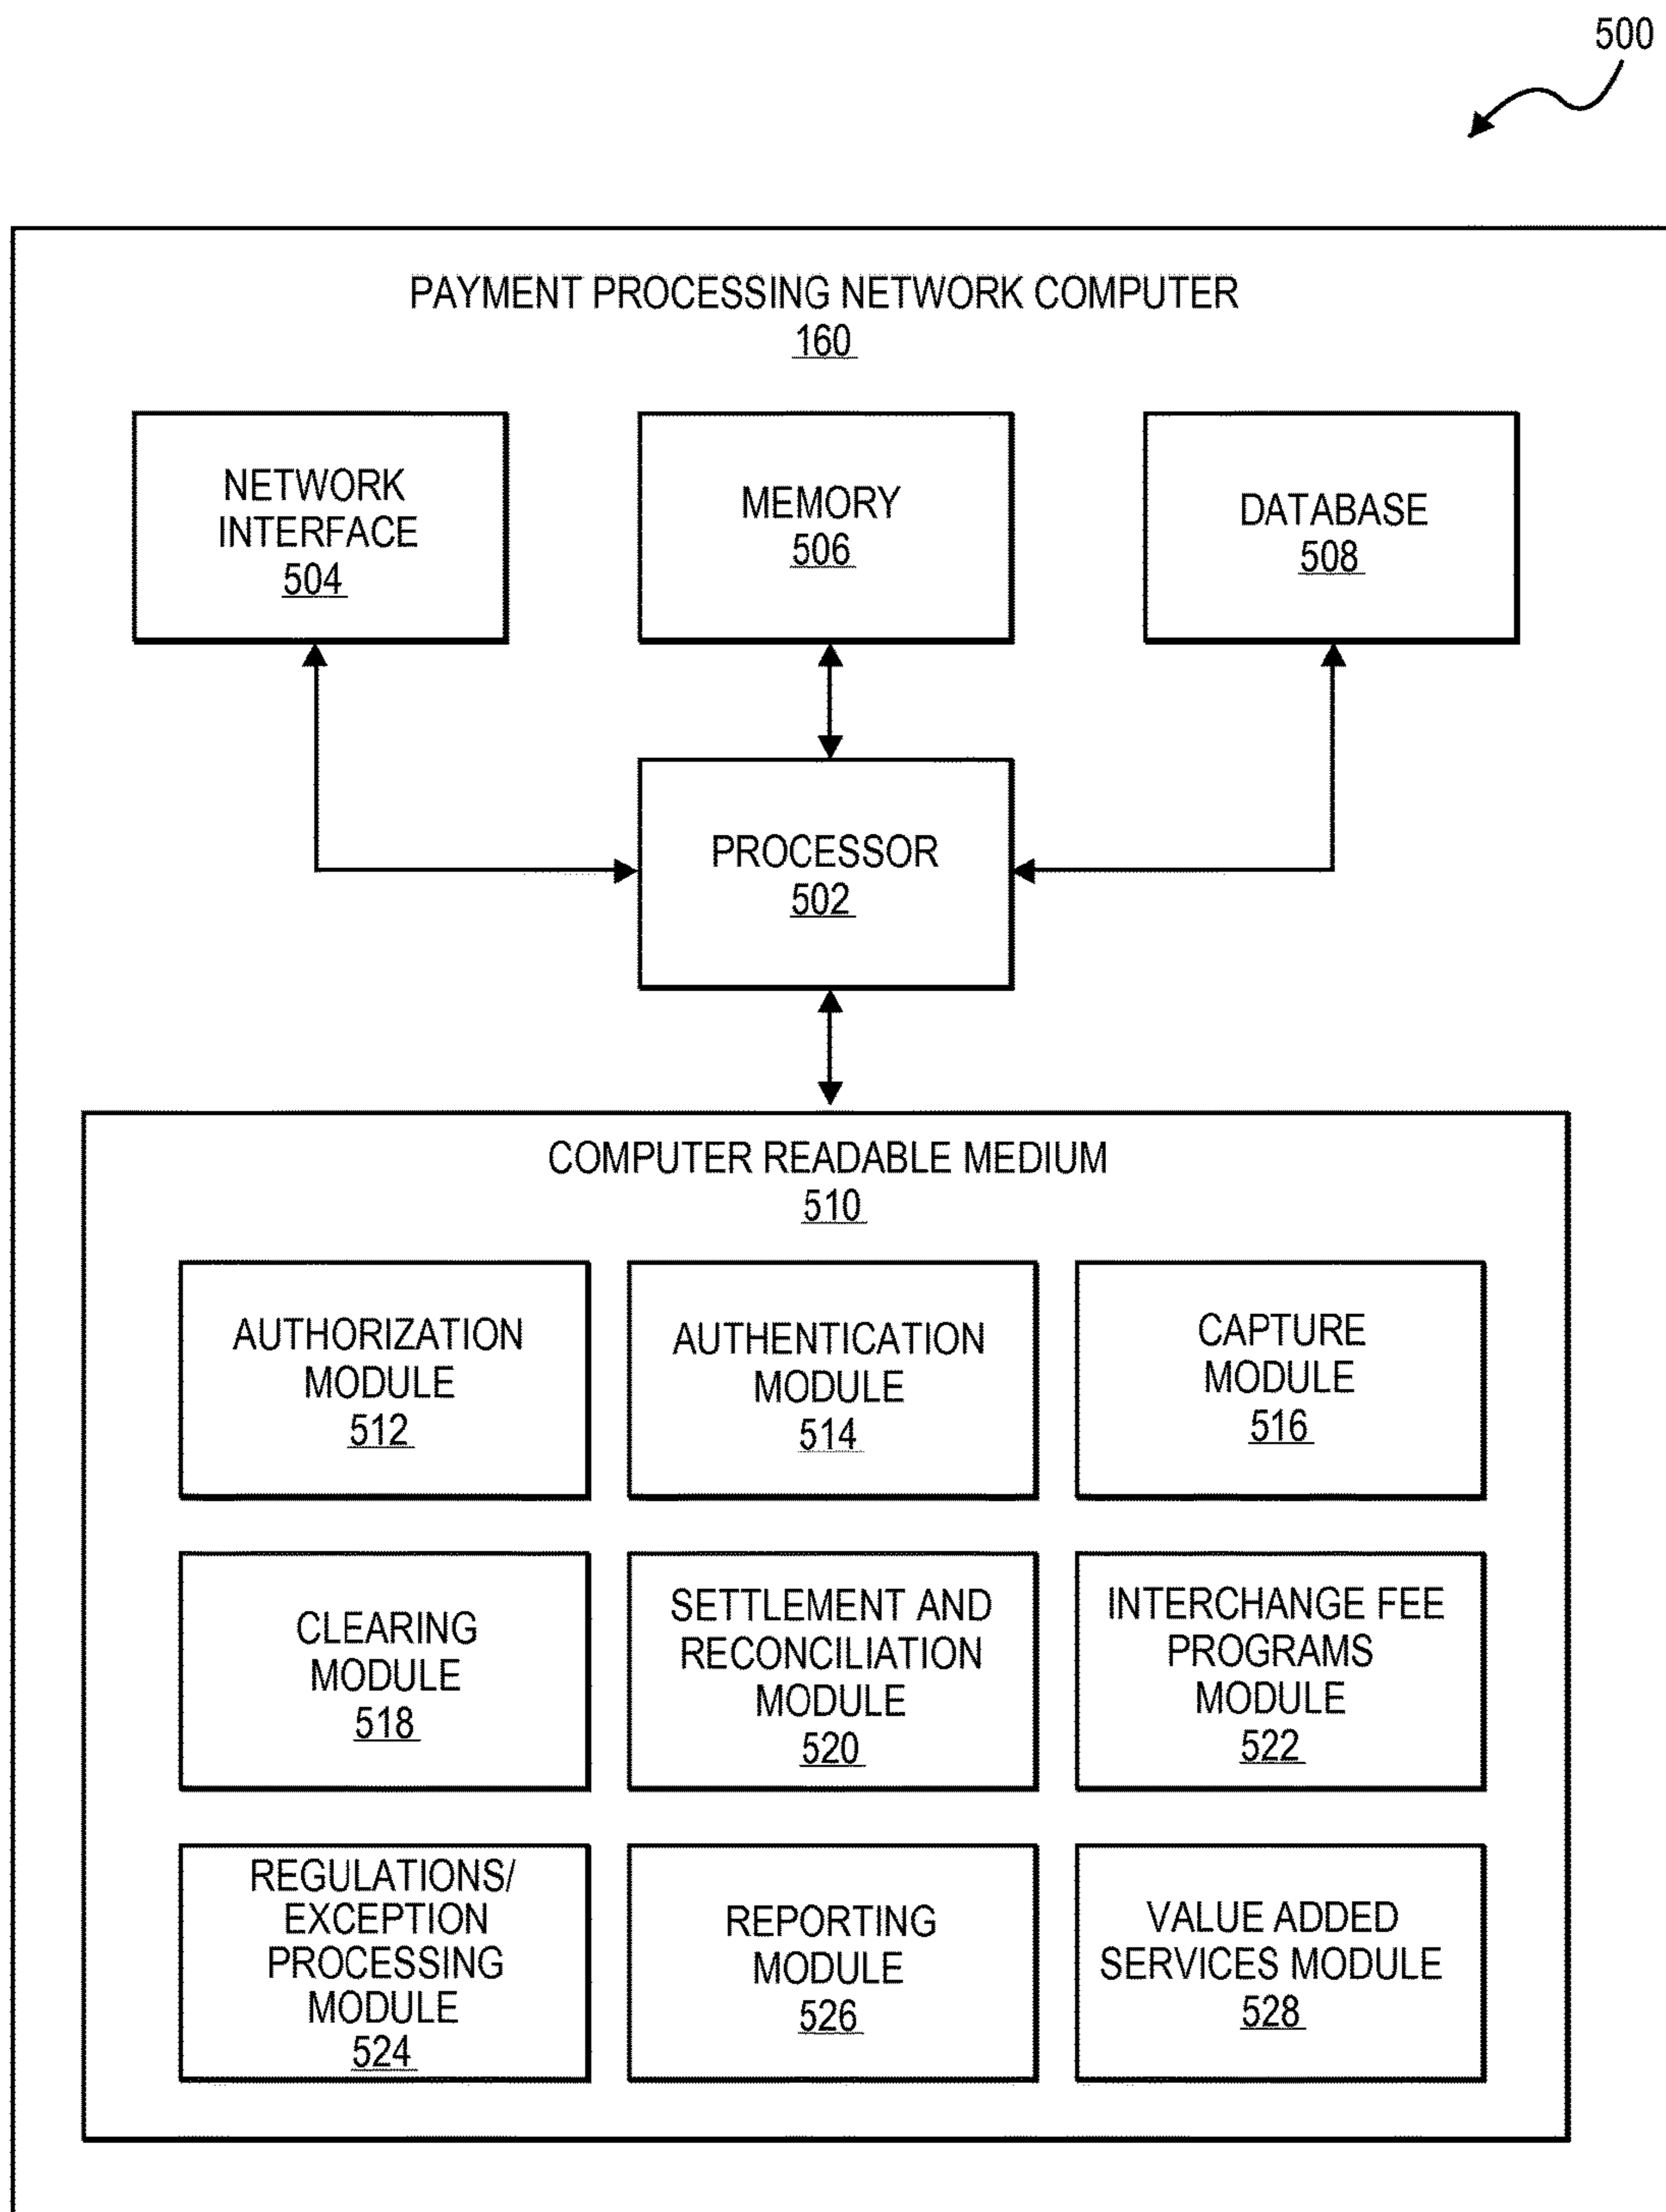 500
PAYMENT PROCESSING NETWORK COMPUTER
160
NETWORK
INTERFACE
504
MEMORY
506
DATABASE
508
PROCESSOR
502
COMPUTER READABLE MEDIUM
510
AUTHORIZATION
MODULE
512
AUTHENTICATION
MODULE
514
CAPTURE
MODULE
516
CLEARING
MODULE
518
SETTLEMENT AND
RECONCILIATION
MODULE
520
INTERCHANGE FEE
PROGRAMS
MODULE
522
REGULATIONS/
EXCEPTION
PROCESSING
MODULE
524
REPORTING
MODULE
526
VALUE ADDED
SERVICES MODULE
528